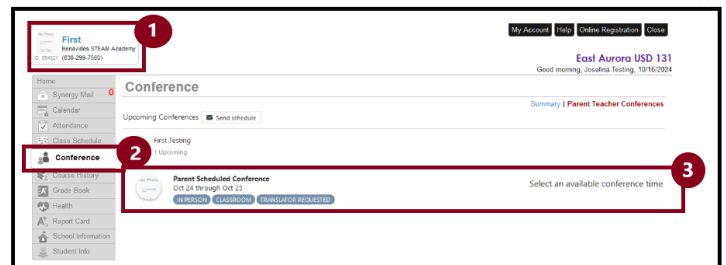 1
My Account Help Online Registration Close
First
Benavides STEAM Academy
(630-299-7560)
East Aurora USD 131
Good morning, Josefina Testing, 10/16/2024
Home
Synergy Mail 0
Calendar
Attendance
Class Schedule
Conference
Course History
Grade Book
Health
Report Card
School Information
Student Info
Conference
Summary | Parent Teacher Conferences
Upcoming Conferences Send schedule
2
First Testing
1 Upcoming
3
Parent Scheduled Conference
Oct 24 through Oct 25
IN PERSON CLASSROOM TRANSLATOR REQUESTED
Select an available conference time